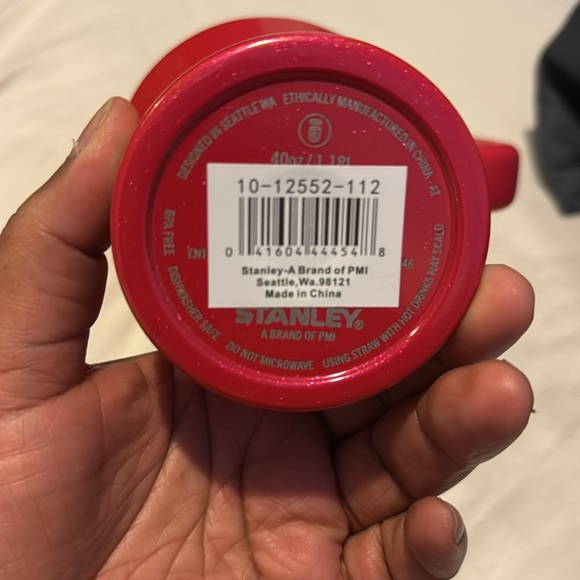 DESIGNED IN SEATTLE WA ETHICALLY MANUFACTURED IN CHINA
40oz / 1.18L
10-12552-112
0 41604 44454 8
Stanley-A Brand of PMI
Seattle,Wa.98121
Made in China
STANLEY®
A BRAND OF PMI
BPA FREE DISHWASHER SAFE DO NOT MICROWAVE USING STRAW WITH HOT DRINKS MAY SCALD